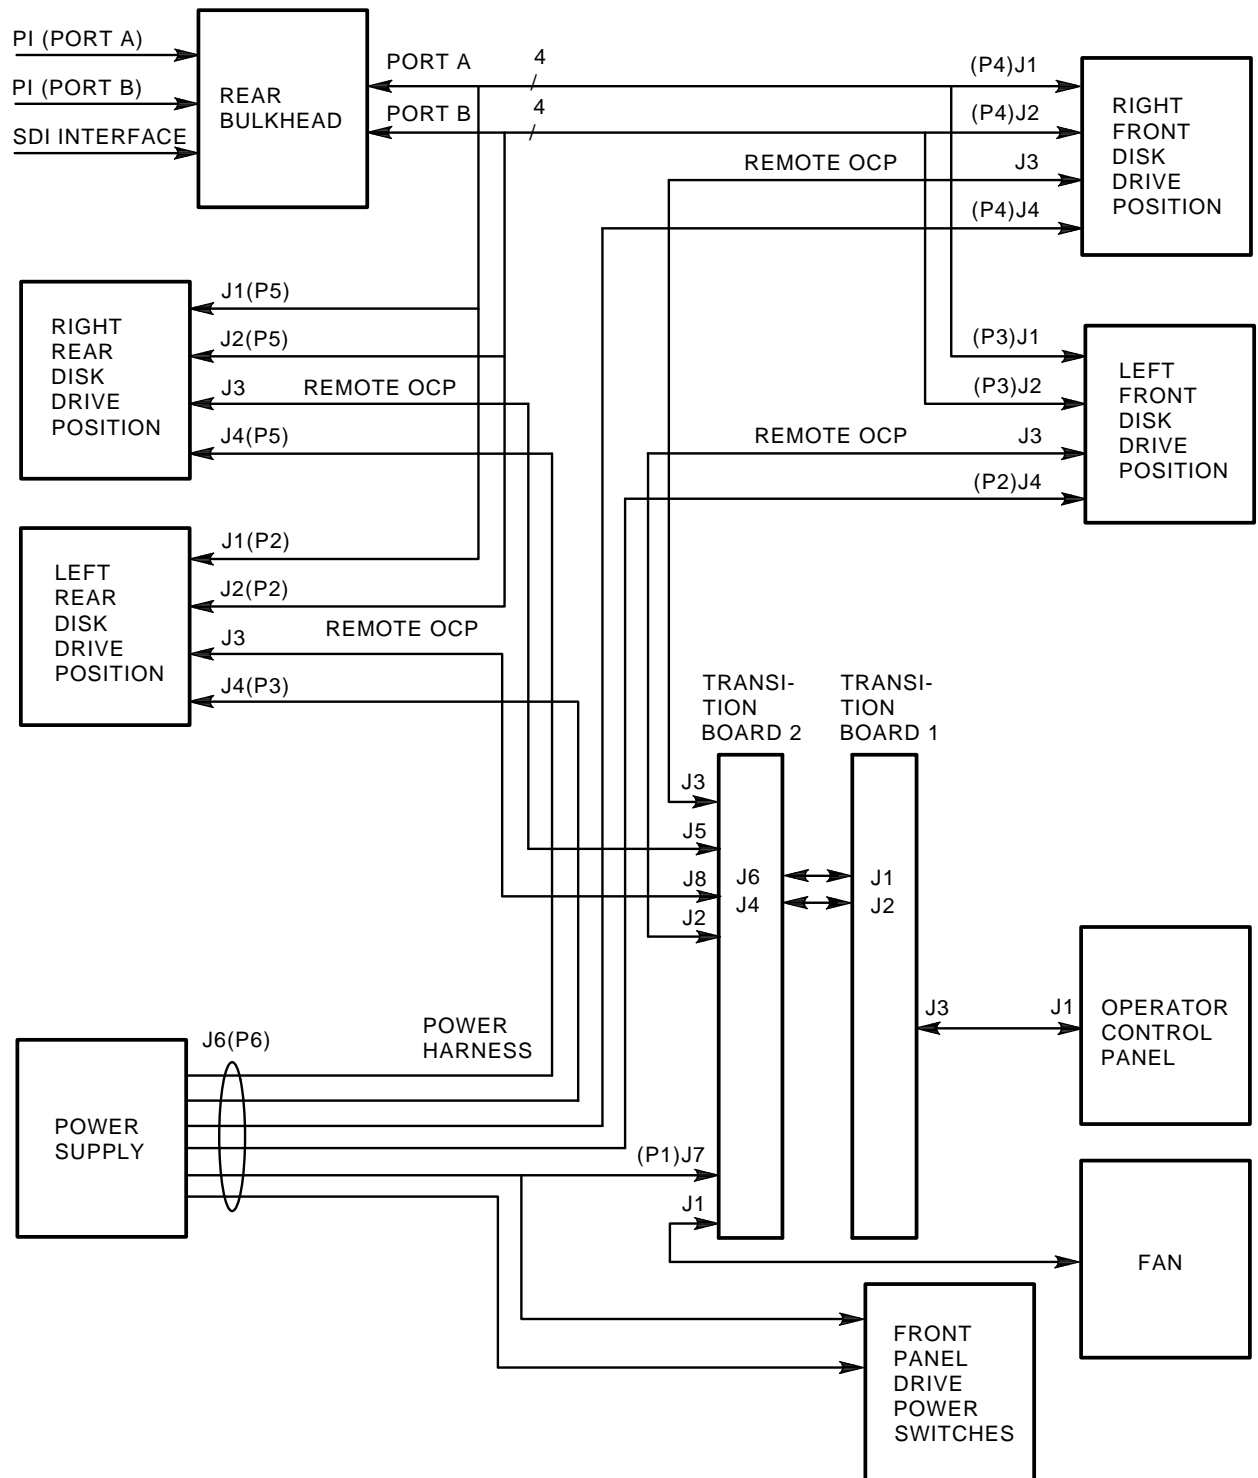 PI (PORT A)
PI (PORT B)
SDI INTERFACE
REAR
BULKHEAD
PORT A
4
PORT B
4
(P4)J1
(P4)J2
REMOTE OCP
J3
(P4)J4
RIGHT
FRONT
DISK
DRIVE
POSITION
RIGHT
REAR
DISK
DRIVE
POSITION
J1(P5)
J2(P5)
J3
REMOTE OCP
J4(P5)
(P3)J1
(P3)J2
REMOTE OCP
J3
(P2)J4
LEFT
FRONT
DISK
DRIVE
POSITION
LEFT
REAR
DISK
DRIVE
POSITION
J1(P2)
J2(P2)
J3
REMOTE OCP
J4(P3)
TRANSI-
TION
BOARD 2
TRANSI-
TION
BOARD 1
J3
J5
J8
J2
J6
J4
J1
J2
J3
J1
OPERATOR
CONTROL
PANEL
J6(P6)
POWER
HARNESS
POWER
SUPPLY
(P1)J7
J1
FAN
FRONT
PANEL
DRIVE
POWER
SWITCHES